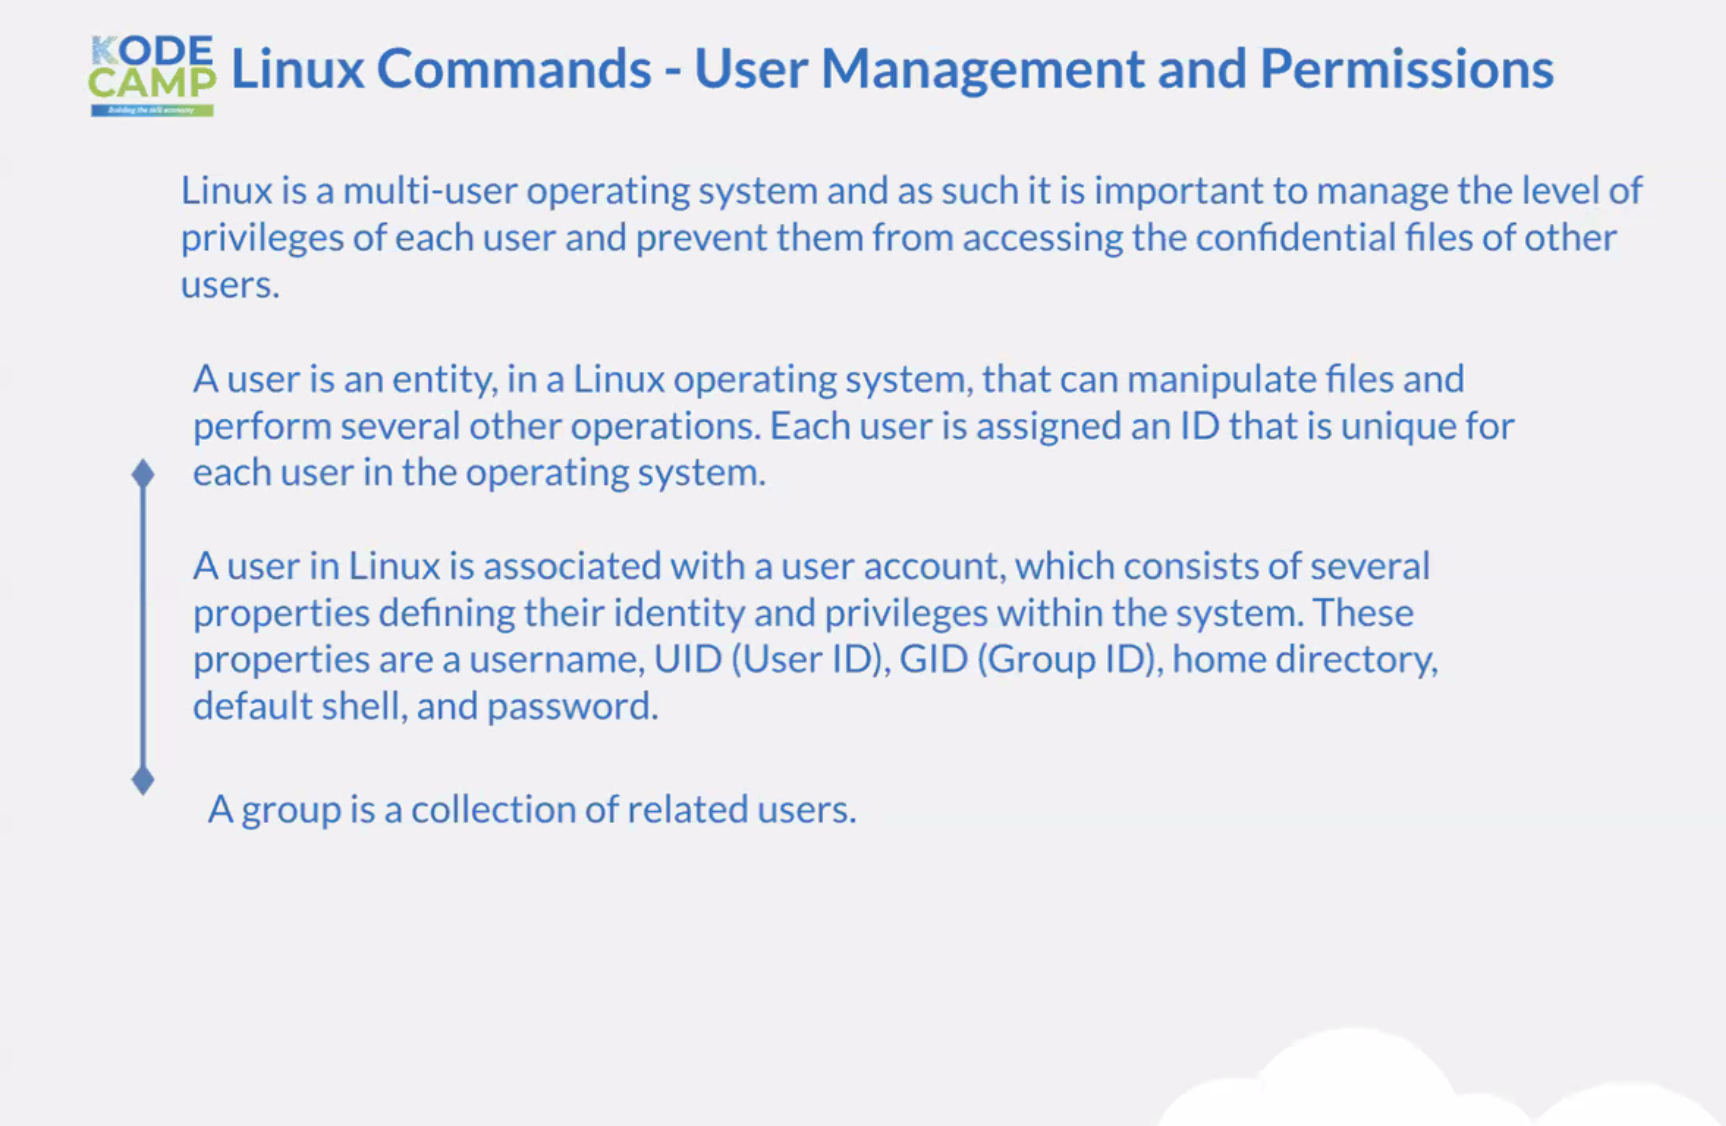 KODE
CAMP
Building the skill economy
Linux Commands - User Management and Permissions
Linux is a multi-user operating system and as such it is important to manage the level of
privileges of each user and prevent them from accessing the confidential files of other
users.
A user is an entity, in a Linux operating system, that can manipulate files and
perform several other operations. Each user is assigned an ID that is unique for
each user in the operating system.
A user in Linux is associated with a user account, which consists of several
properties defining their identity and privileges within the system. These
properties are a username, UID (User ID), GID (Group ID), home directory,
default shell, and password.
A group is a collection of related users.